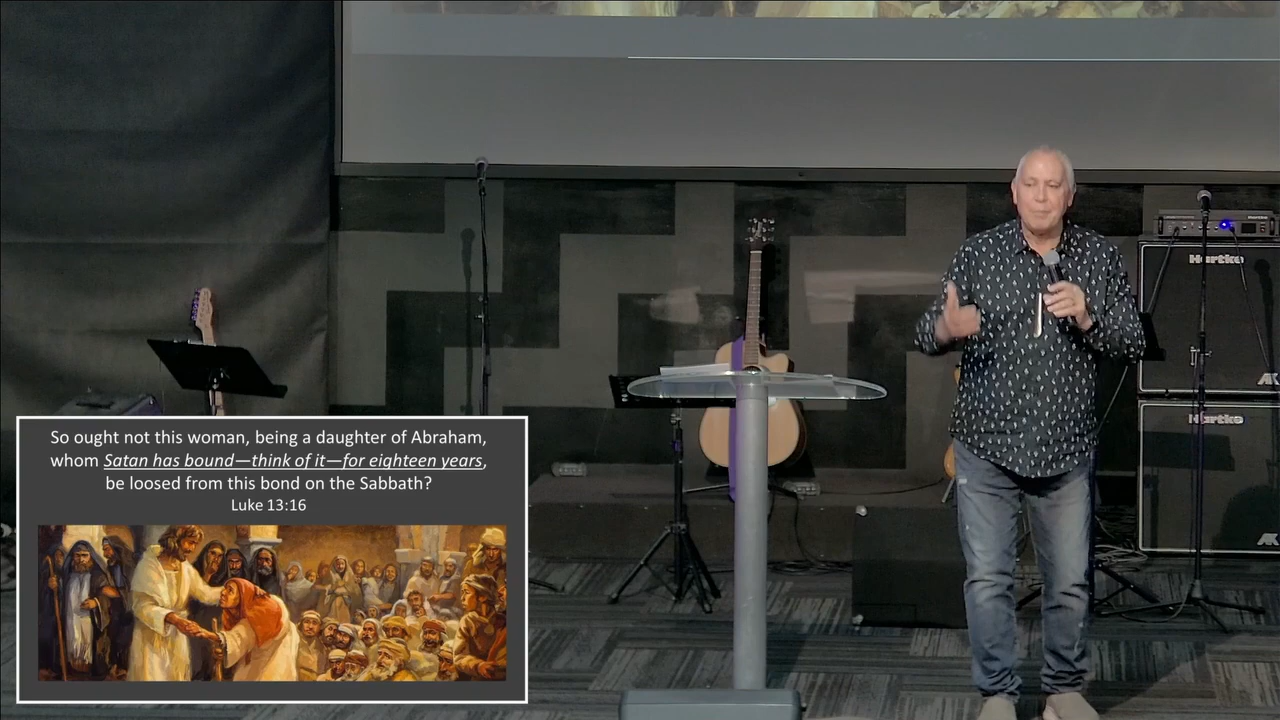 So ought not this woman, being a daughter of Abraham,
whom Satan has bound—think of it—for eighteen years,
be loosed from this bond on the Sabbath?
Luke 13:16
Hartke
Hartke